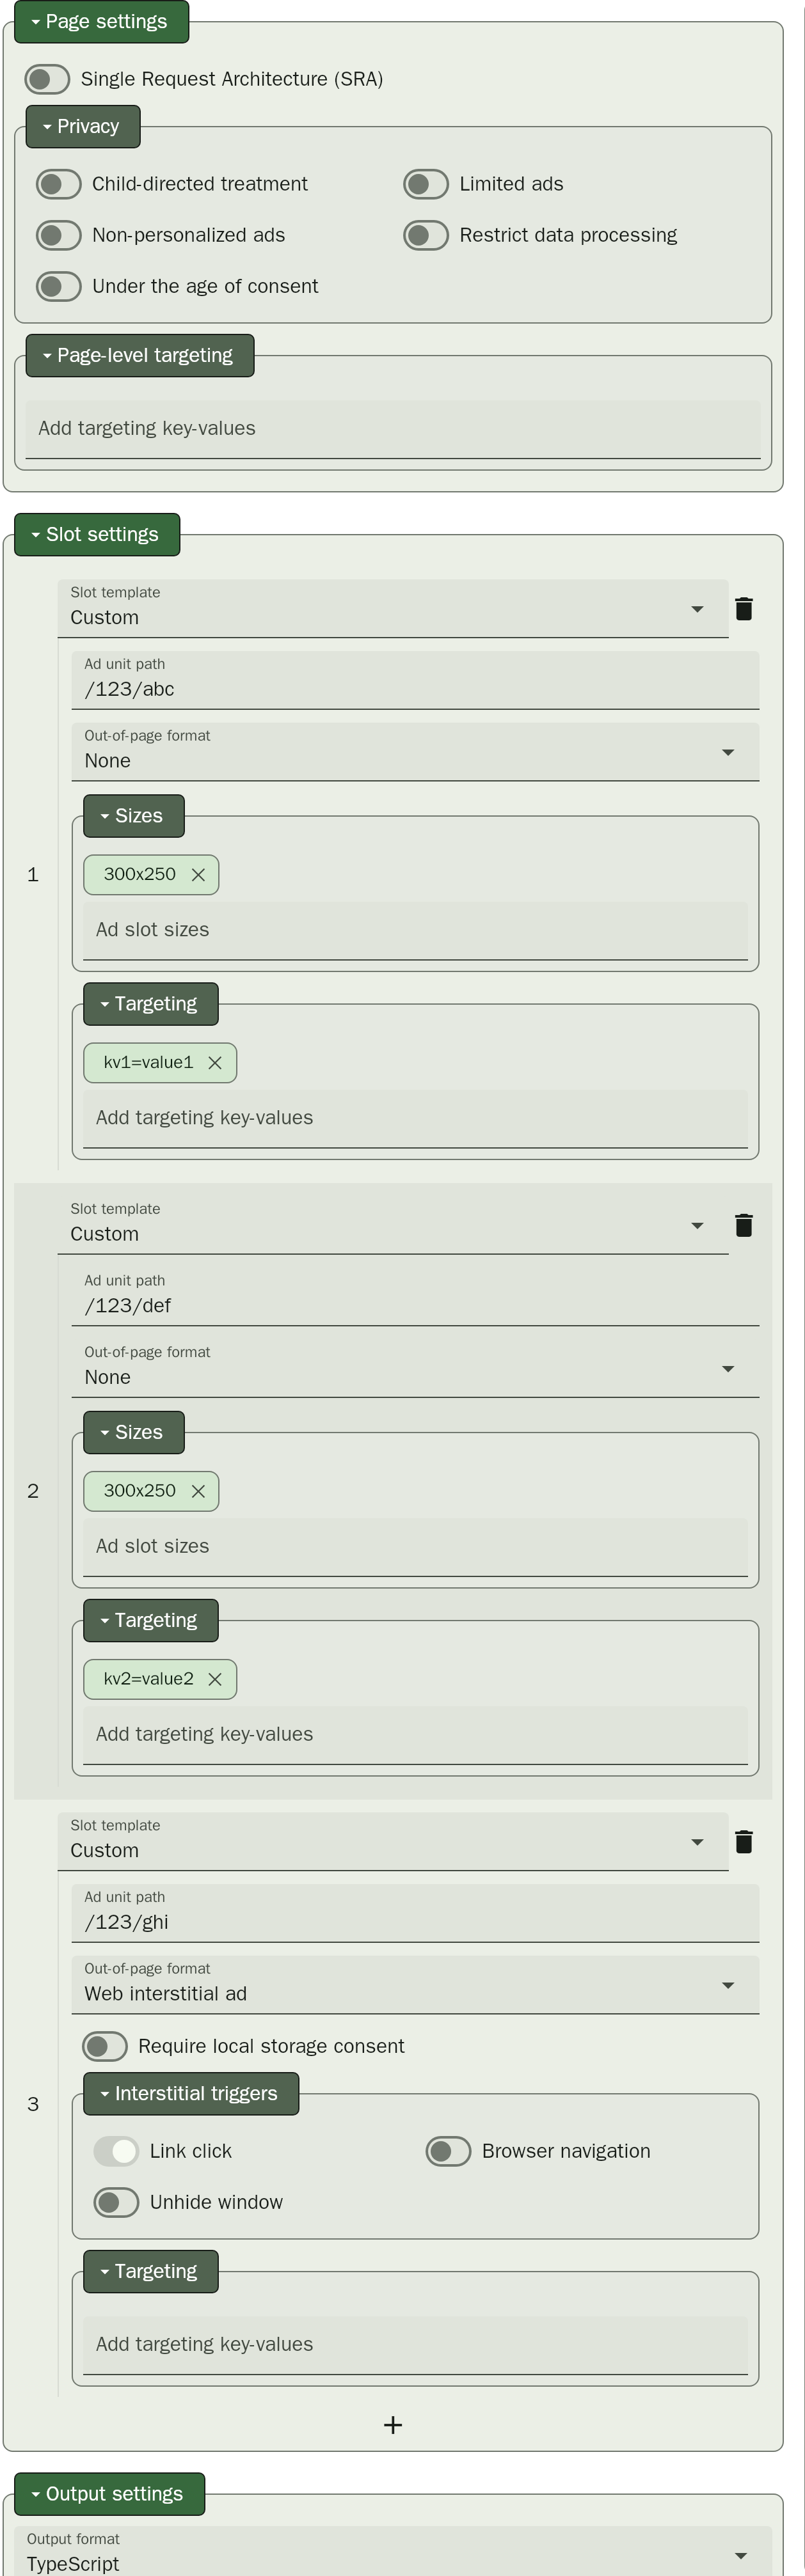 Page settings
Single Request Architecture (SRA)
Privacy
Child-directed treatment
Limited ads
Non-personalized ads
Restrict data processing
Under the age of consent
Page-level targeting
Add targeting key-values
Slot settings
Slot template
Custom
Ad unit path
/123/abc
Out-of-page format
None
Sizes
1
300x250
Ad slot sizes
Targeting
kv1=value1
Add targeting key-values
Slot template
Custom
Ad unit path
/123/def
Out-of-page format
None
Sizes
2
300x250
Ad slot sizes
Targeting
kv2=value2
Add targeting key-values
Slot template
Custom
Ad unit path
/123/ghi
Out-of-page format
Web interstitial ad
Require local storage consent
3
Interstitial triggers
Link click
Browser navigation
Unhide window
Targeting
Add targeting key-values
+
Output settings
Output format
TypeScript